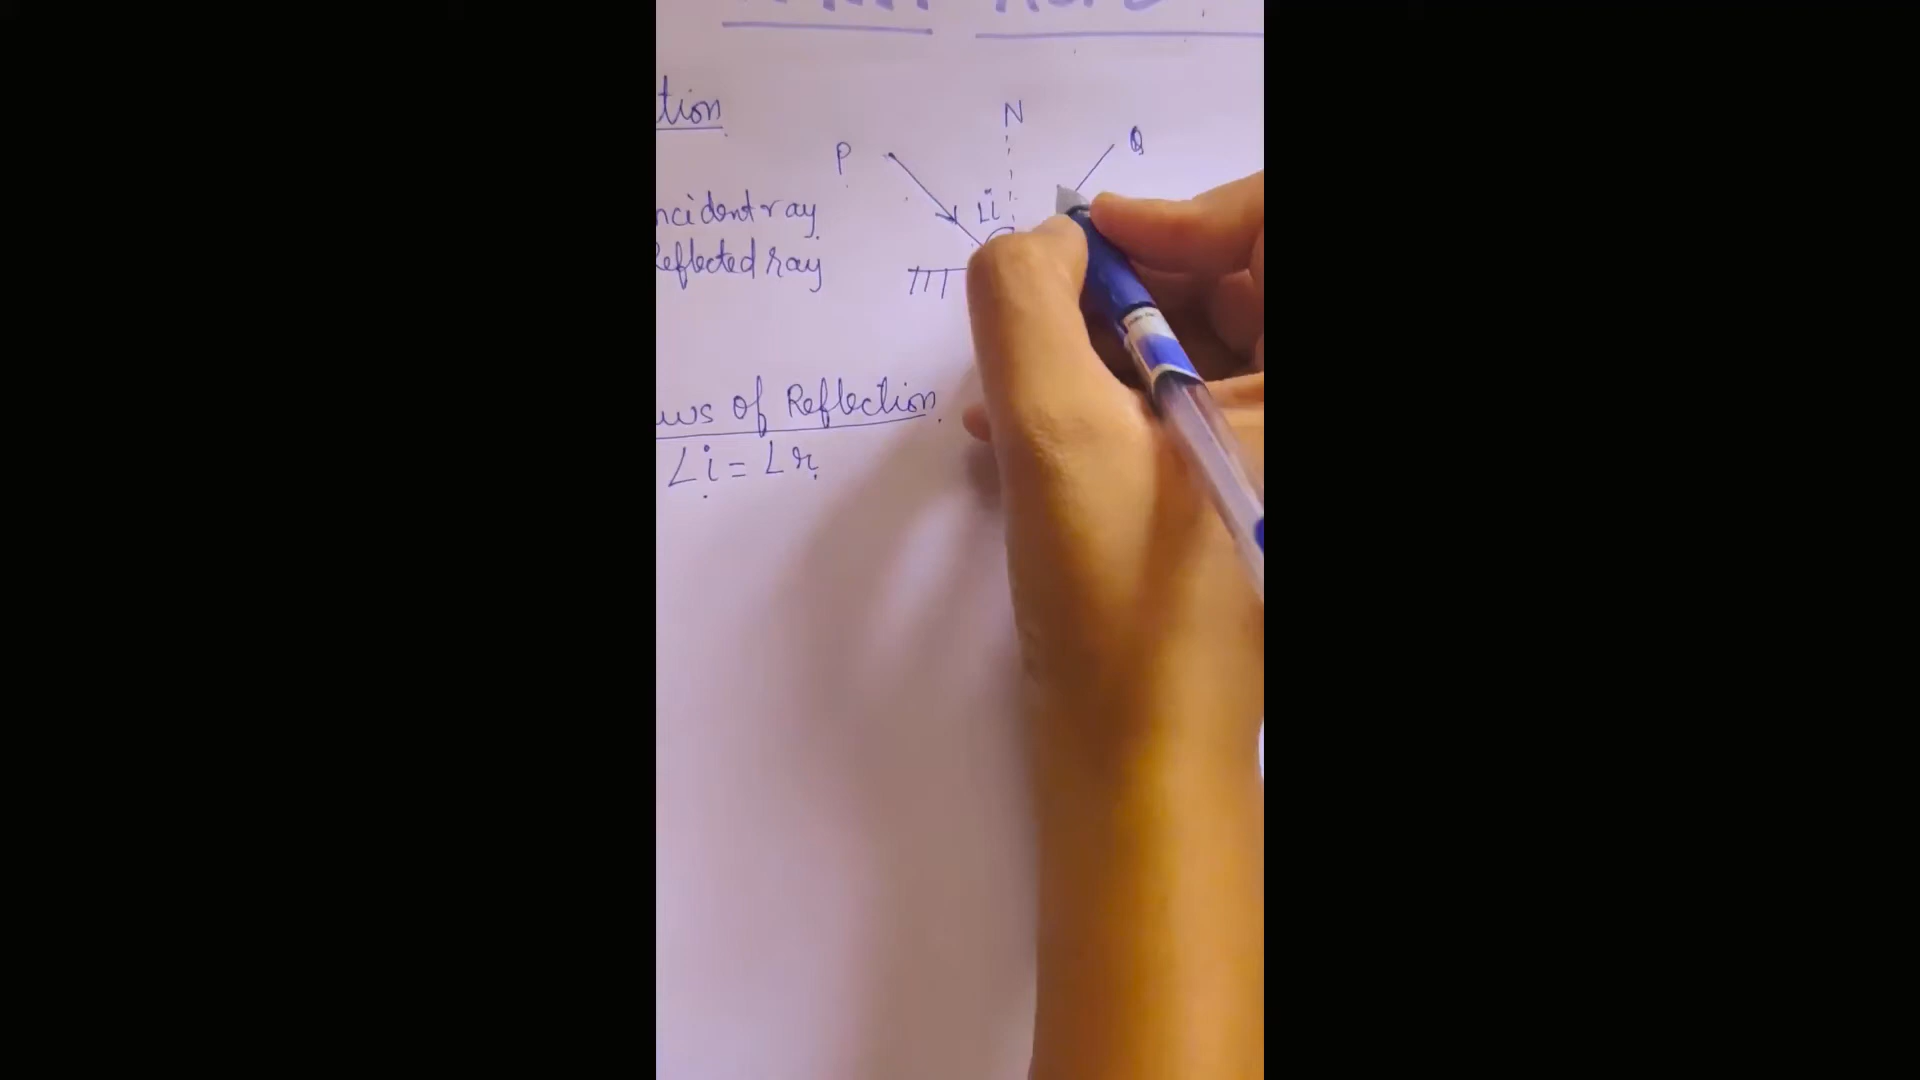 tion
N
P
Q
∠i
ncident ray
Reflected ray
ws of Reflection
∠i = ∠r